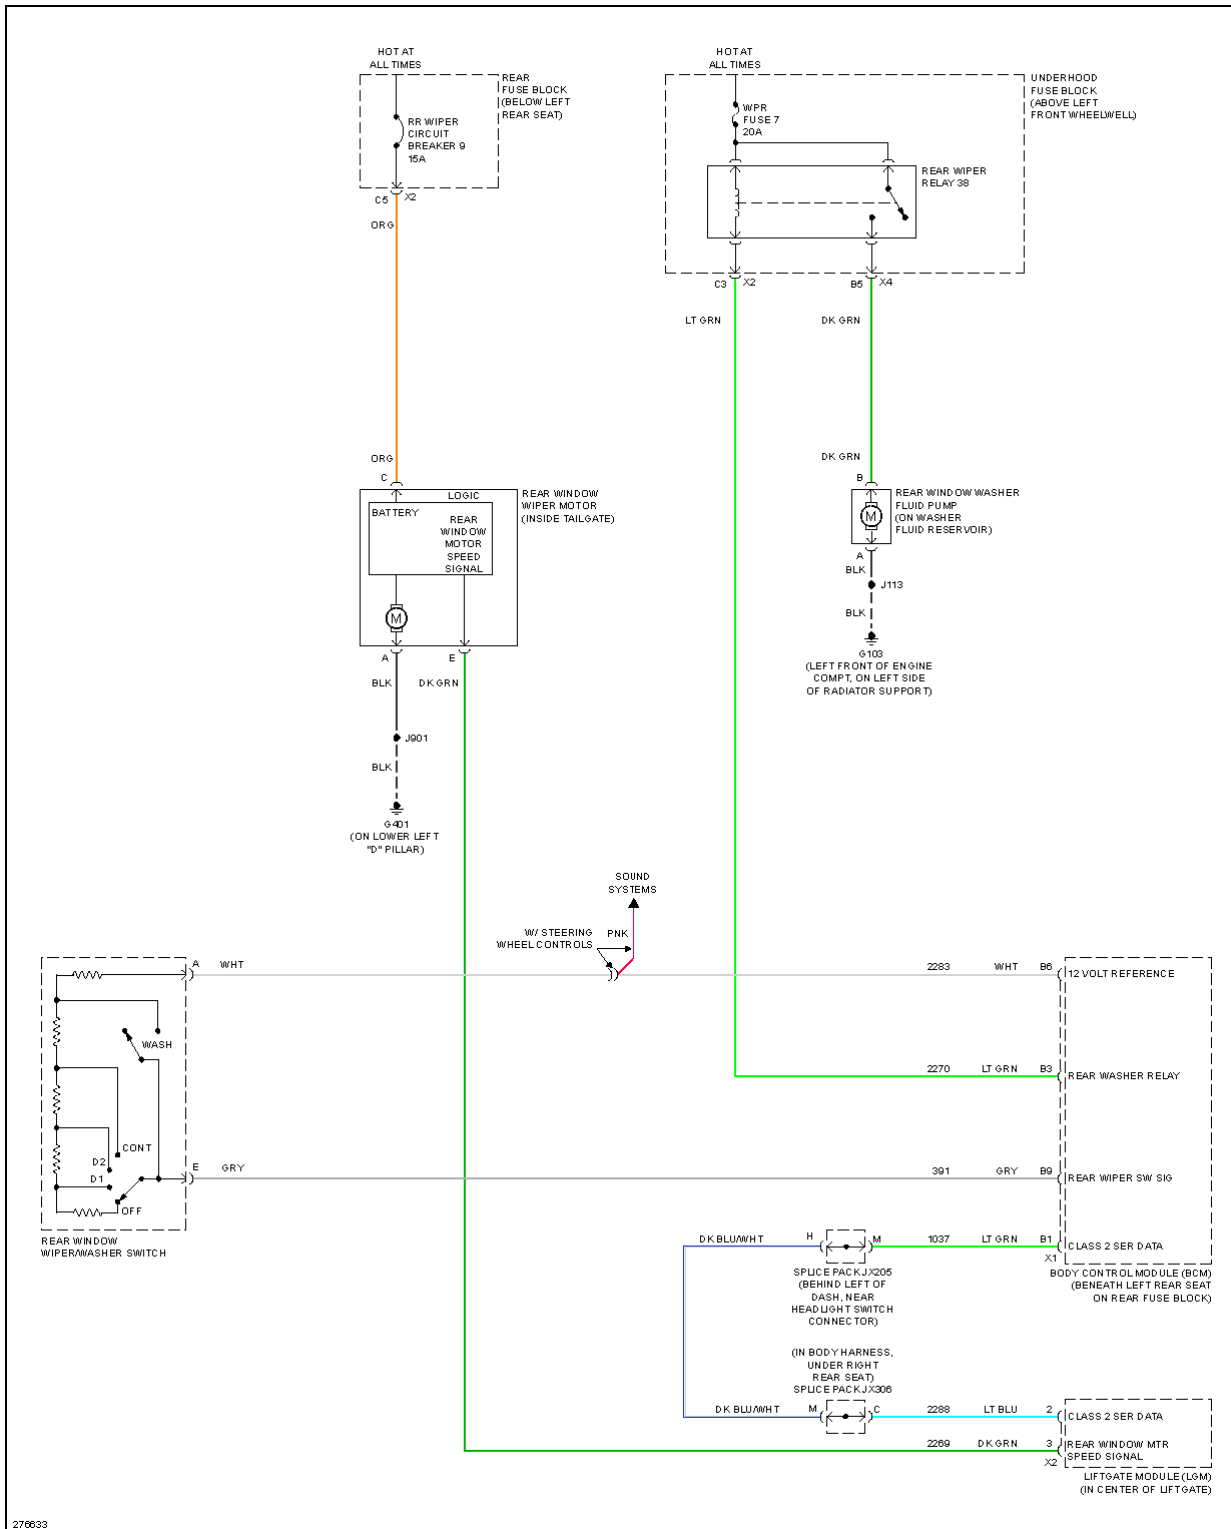 HOT AT
ALL TIMES
REAR
FUSE BLOCK
(BELOW LEFT
REAR SEAT)
RR WIPER
CIRCUIT
BREAKER 9
15A
C5
X2
ORG
HOT AT
ALL TIMES
UNDERHOOD
FUSE BLOCK
(ABOVE LEFT
FRONT WHEELWELL)
WPR
FUSE 7
20A
REAR WIPER
RELAY 38
C3
X2
B5
X4
LT GRN
DK GRN
ORG
C
LOGIC
BATTERY
REAR
WINDOW
MOTOR
SPEED
SIGNAL
M
REAR WINDOW
WIPER MOTOR
(INSIDE TAILGATE)
A
E
BLK
DK GRN
J901
BLK
G401
(ON LOWER LEFT
"D" PILLAR)
DK GRN
B
M
REAR WINDOW WASHER
FLUID PUMP
(ON WASHER
FLUID RESERVOIR)
A
BLK
J113
BLK
G103
(LEFT FRONT OF ENGINE
COMPT, ON LEFT SIDE
OF RADIATOR SUPPORT)
SOUND
SYSTEMS
W/ STEERING
WHEEL CONTROLS
PNK
A
WHT
2283
WHT
B6
12 VOLT REFERENCE
WASH
2270
LT GRN
B3
REAR WASHER RELAY
CONT
D2
D1
OFF
E
GRY
391
GRY
B9
REAR WIPER SW SIG
REAR WINDOW
WIPER/WASHER SWITCH
DK BLU/WHT
H
M
1037
LT GRN
B1
CLASS 2 SER DATA
X1
SPLICE PACK JX205
(BEHIND LEFT OF
DASH, NEAR
HEADLIGHT SWITCH
CONNECTOR)
BODY CONTROL MODULE (BCM)
(BENEATH LEFT REAR SEAT
ON REAR FUSE BLOCK)
(IN BODY HARNESS,
UNDER RIGHT
REAR SEAT)
SPLICE PACK JX306
DK BLU/WHT
M
C
2288
LT BLU
2
CLASS 2 SER DATA
2269
DK GRN
3
REAR WINDOW MTR
SPEED SIGNAL
X2
LIFTGATE MODULE (LGM)
(IN CENTER OF LIFTGATE)
276633